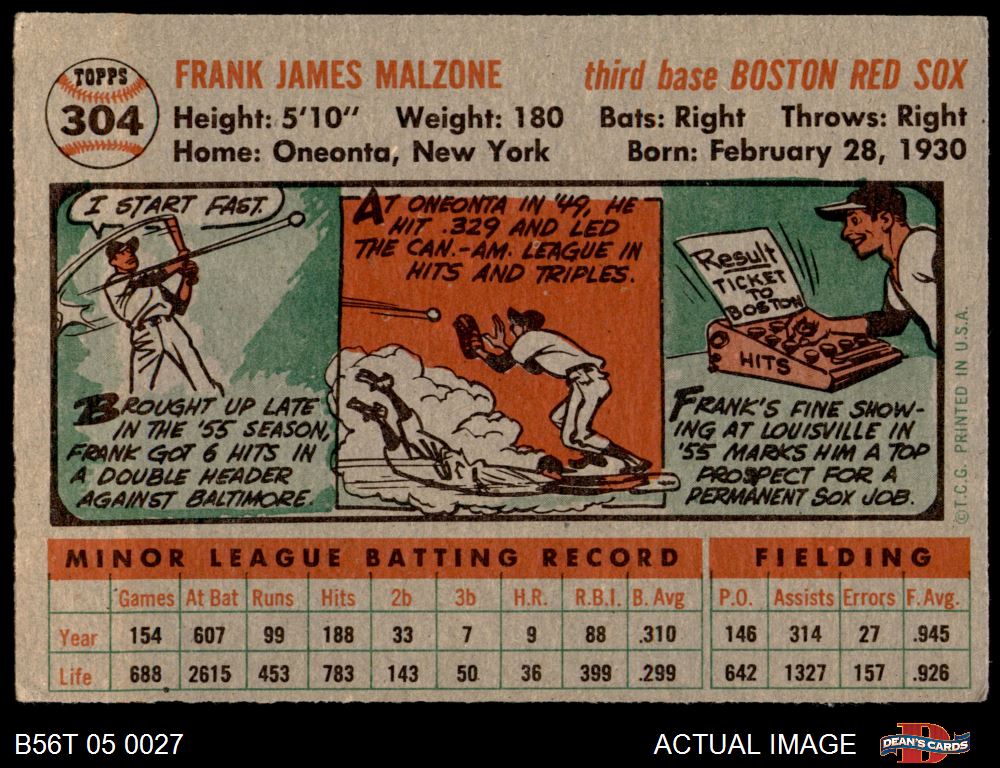 TOPPS
304
FRANK JAMES MALZONE third base BOSTON RED SOX
Height: 5'10" Weight: 180 Bats: Right Throws: Right
Home: Oneonta, New York Born: February 28, 1930
I START FAST.
BROUGHT UP LATE
IN THE '55 SEASON,
FRANK GOT 6 HITS IN
A DOUBLE HEADER
AGAINST BALTIMORE.
AT ONEONTA IN '49, HE
HIT .329 AND LED
THE CAN.-AM. LEAGUE IN
HITS AND TRIPLES.
Result
TICKET
TO
BOSTON
HITS
FRANK'S FINE SHOW-
ING AT LOUISVILLE IN
'55 MARKS HIM A TOP
PROSPECT FOR A
PERMANENT SOX JOB.
©T.C.G. PRINTED IN U.S.A.
MINOR LEAGUE BATTING RECORD FIELDING
Games At Bat Runs Hits 2b 3b H.R. R.B.I. B. Avg P.O. Assists Errors F. Avg.
Year 154 607 99 188 33 7 9 88 .310 146 314 27 .945
Life 688 2615 453 783 143 50 36 399 .299 642 1327 157 .926
B56T 05 0027 ACTUAL IMAGE DEAN'S CARDS